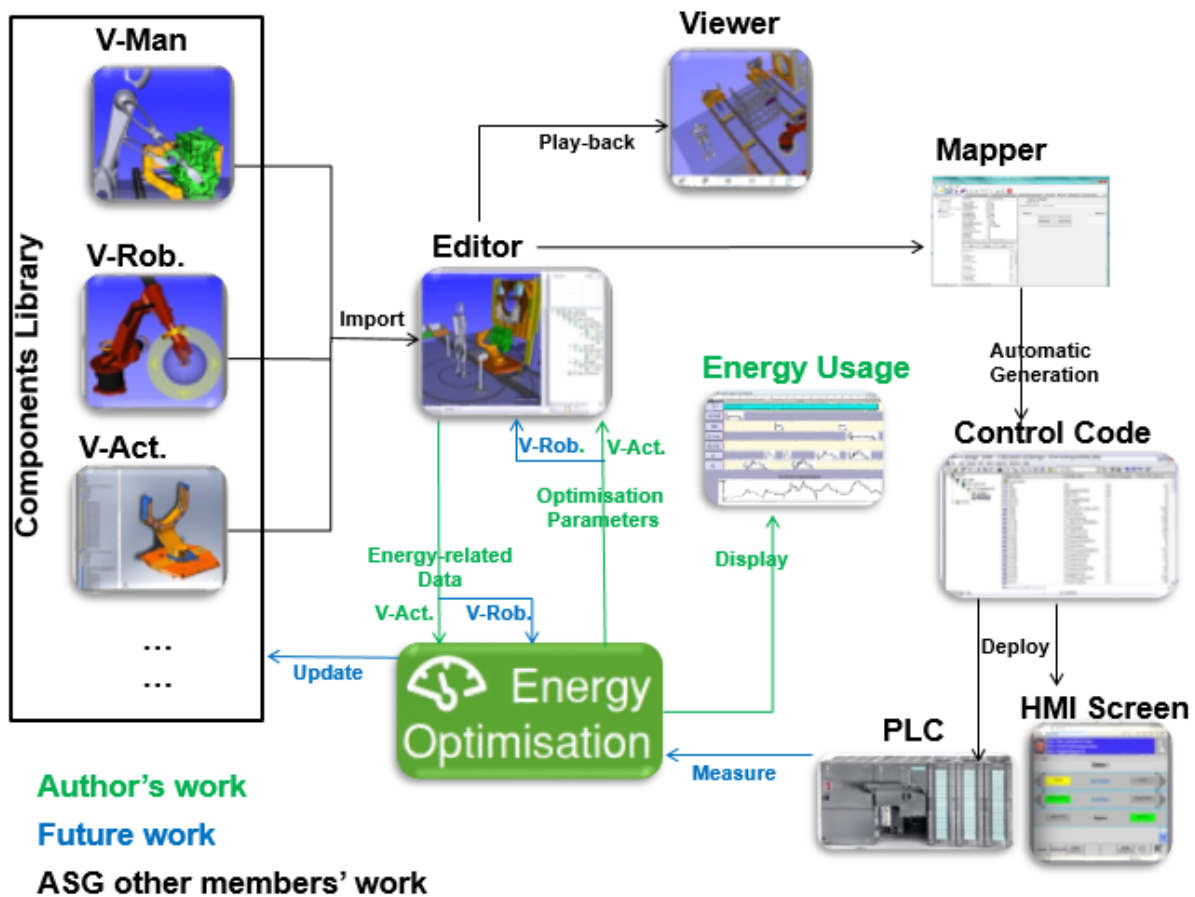 Viewer
V-Man
Play-back
Mapper
V-Rob.
Editor
Components Library
Import
Automatic
Generation
Energy Usage
V-Act.
V-Rob.
V-Act.
Control Code
Optimisation
Parameters
Energy-related
Data
Display
V-Act.
V-Rob.
...
Deploy
...
Update
Energy
Optimisation
HMI Screen
PLC
Measure
Author's work
Future work
ASG other members' work